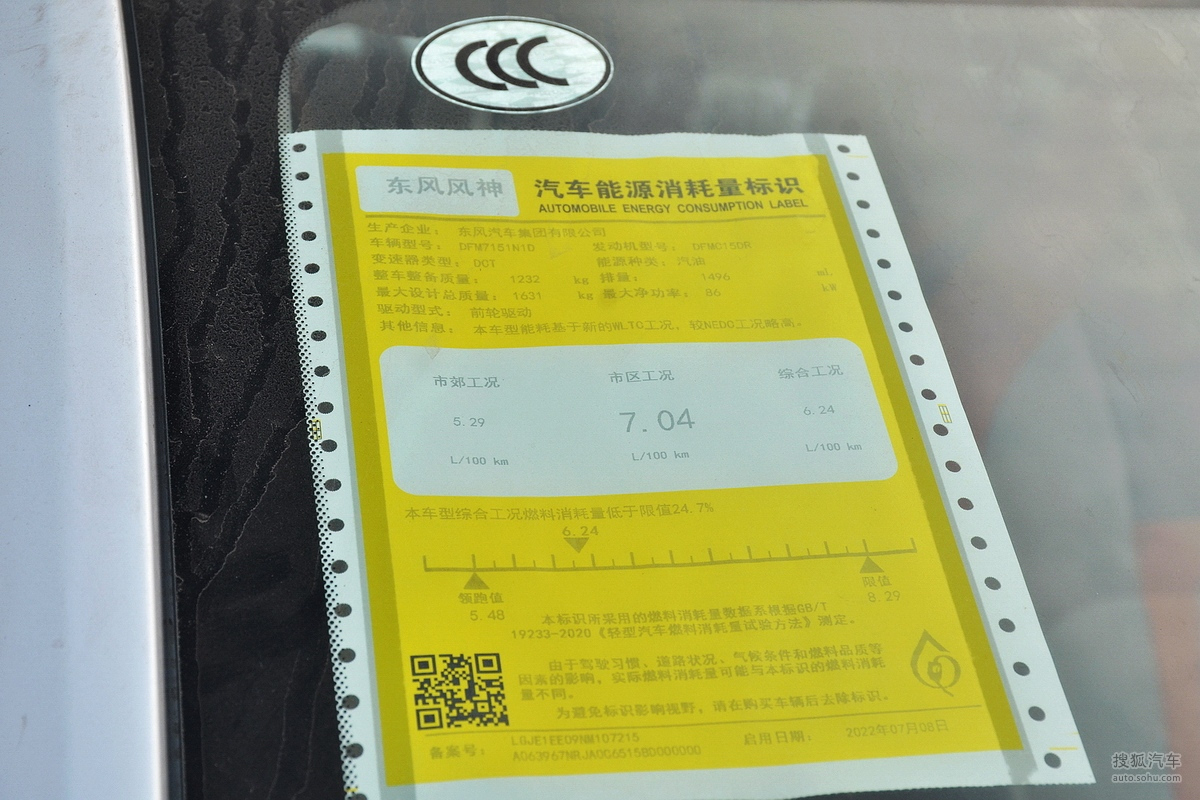 CCC
东风风神 汽车能源消耗量标识
AUTOMOBILE ENERGY CONSUMPTION LABEL
生产企业: 东风汽车集团有限公司
车辆型号: DFM7151N1D 发动机型号: DFMC15DR
变速器类型: DCT 能源种类: 汽油
整车整备质量: 1232 kg 排量: 1496 mL
最大设计总质量: 1631 kg 最大净功率: 86 kW
驱动型式: 前轮驱动
其他信息: 本车型能耗基于新的WLTC工况，较NEDC工况略高。
市郊工况 市区工况 综合工况
5.29 7.04 6.24
L/100 km L/100 km L/100 km
本车型综合工况燃料消耗量低于限值24.7%
6.24
领跑值 限值
5.48 8.29
本标识所采用的燃料消耗量数据系根据GB/T
19233-2020《轻型汽车燃料消耗量试验方法》测定。
由于驾驶习惯、道路状况、气候条件和燃料品质等
因素的影响，实际燃料消耗量可能与本标识的燃料消耗
量不同。
为避免标识影响视野，请在购买车辆后去除标识。
备案号: LGJE1EE09NM107215 启用日期: 2022年07月08日
搜狐汽车
auto.sohu.com